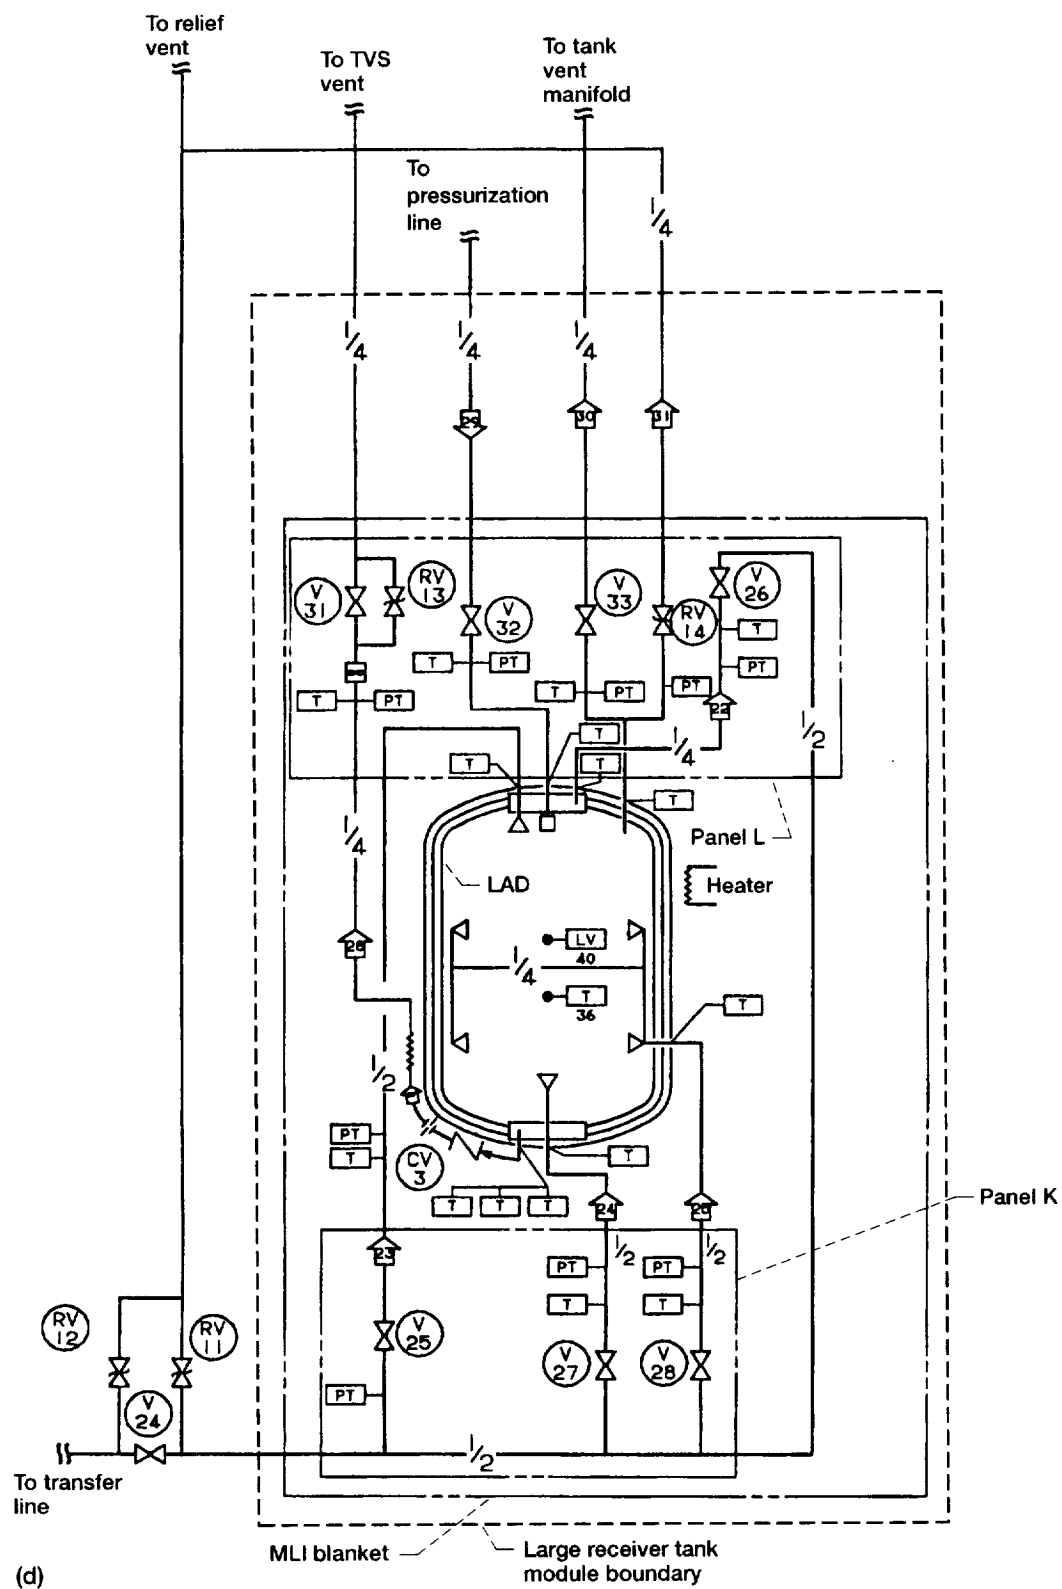 To relief
vent
To TVS
vent
To tank
vent
manifold
To
pressurization
line
1/4
1/4
1/4
1/4
29
30
31
V
31
RV
13
V
32
V
33
RV
14
V
26
T
PT
T
PT
T
PT
T
PT
PT
22
T
1/4
1/2
T
T
T
1/4
Panel L
LAD
Heater
LV
40
1/4
T
36
28
T
1/2
PT
T
CV
3
T
T
T
T
24
25
Panel K
23
1/2
1/2
PT
PT
T
T
RV
12
RV
11
V
25
V
27
V
28
PT
V
24
1/2
To transfer
line
MLI blanket
Large receiver tank
module boundary
(d)